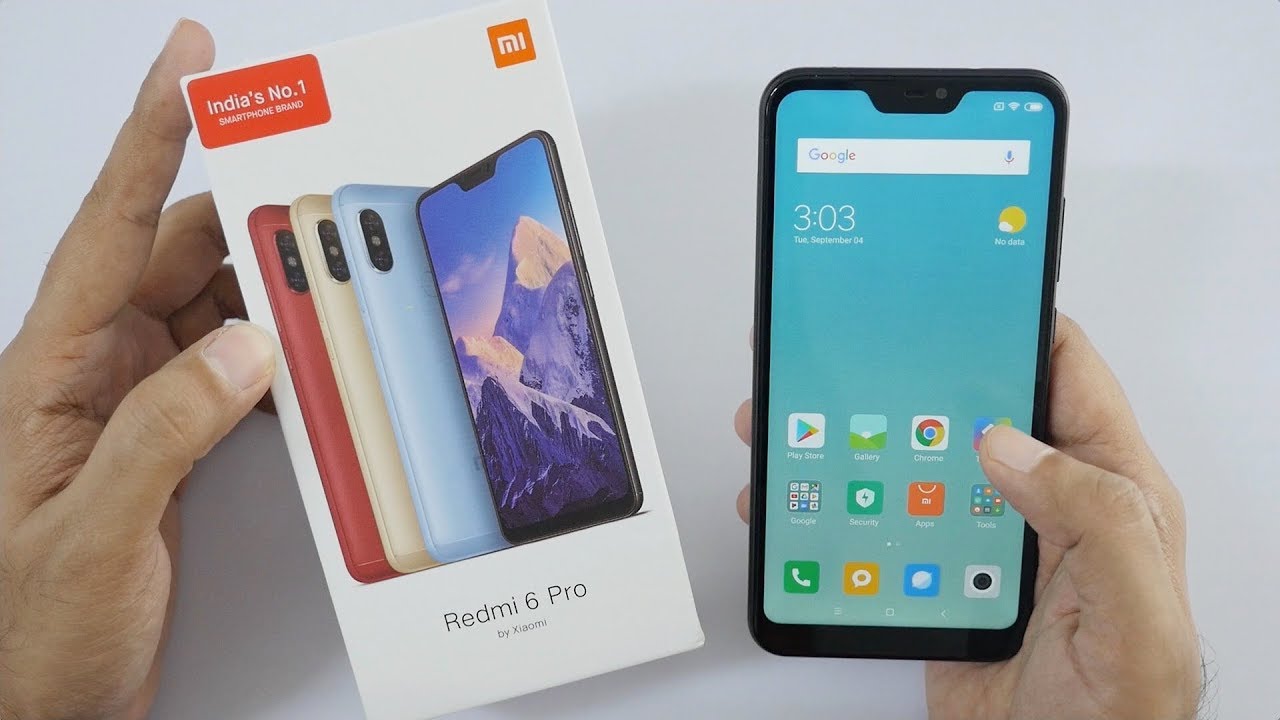 India's No.1
SMARTPHONE BRAND
mi
Redmi 6 Pro
by Xiaomi
Google
3:03
Tue, September 04
No data
Play Store
Gallery
Chrome
Google
Security
mi
Apps
Tools